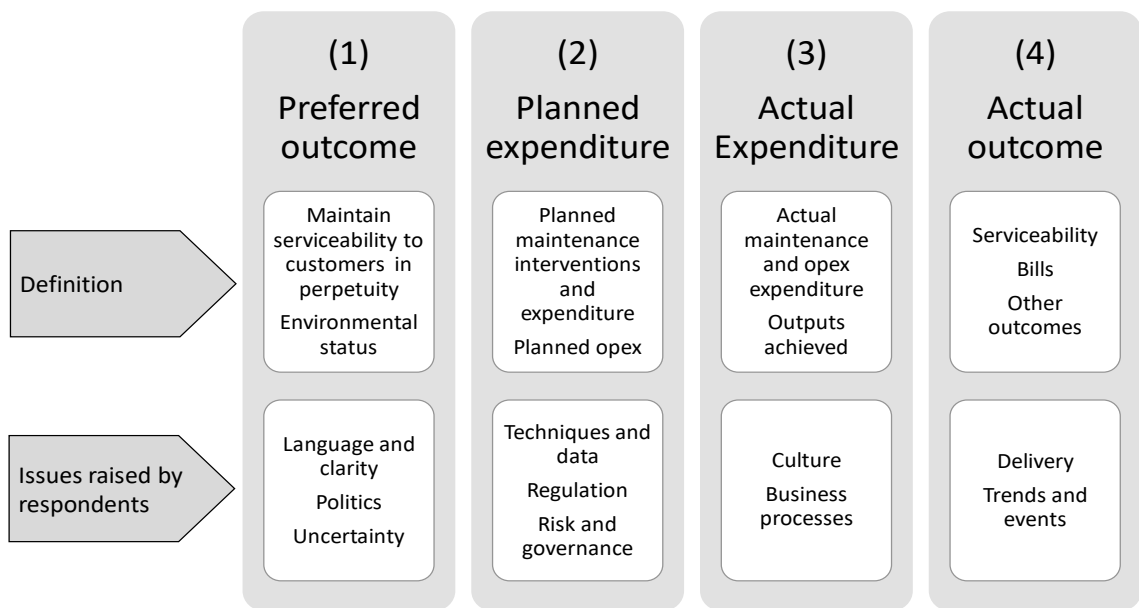 (1)
Preferred
outcome
(2)
Planned
expenditure
(3)
Actual
Expenditure
(4)
Actual
outcome
Definition
Maintain
serviceability to
customers in
perpetuity
Environmental
status
Planned
maintenance
interventions
and
expenditure
Planned opex
Actual
maintenance
and opex
expenditure
Outputs
achieved
Serviceability
Bills
Other
outcomes
Issues raised by
respondents
Language and
clarity
Politics
Uncertainty
Techniques and
data
Regulation
Risk and
governance
Culture
Business
processes
Delivery
Trends and
events